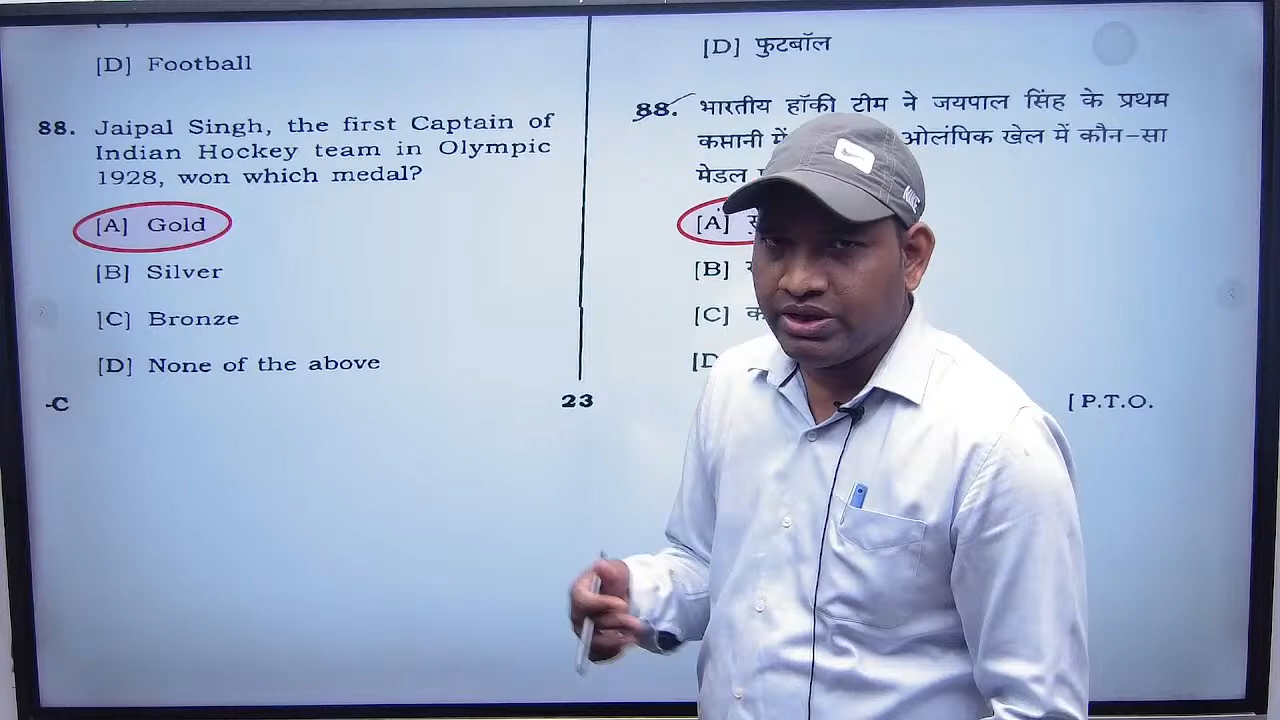 [D] Football
88. Jaipal Singh, the first Captain of
Indian Hockey team in Olympic
1928, won which medal?
[A] Gold
[B] Silver
[C] Bronze
[D] None of the above
-C
23
[D] फुटबॉल
88. भारतीय हॉकी टीम ने जयपाल सिंह के प्रथम
कप्तानी में ओलंपिक खेल में कौन-सा
मेडल
[A]
[B]
[C]
[D
[P.T.O.
NIKE